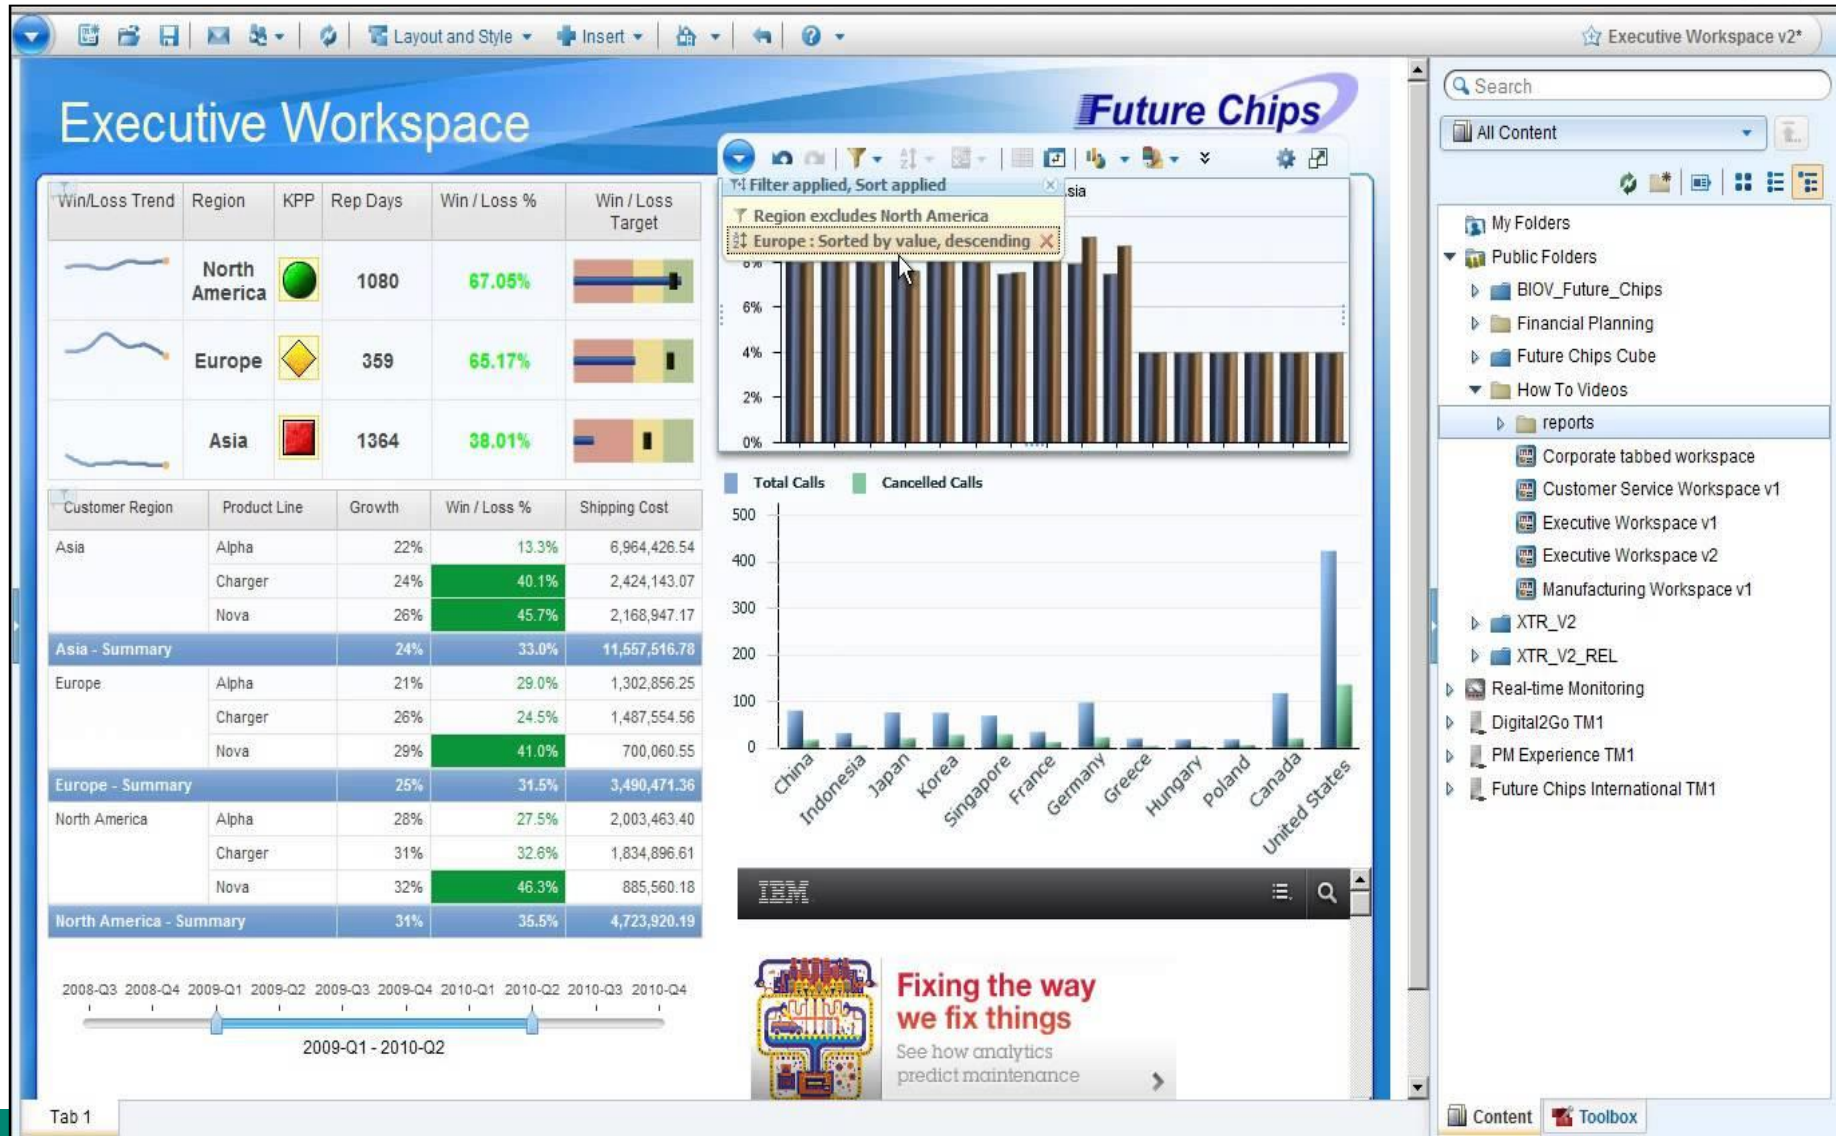 Layout and Style
Insert
Executive Workspace v2*
Executive Workspace
Future Chips
Filter applied, Sort applied
sia
Region excludes North America
Europe : Sorted by value, descending
8%
6%
4%
2%
0%
Win/Loss Trend Region KPP Rep Days Win / Loss % Win / Loss Target
North America 1080 67.05%
Europe 359 65.17%
Asia 1364 38.01%
Customer Region Product Line Growth Win / Loss % Shipping Cost
Asia Alpha 22% 13.3% 6,964,426.54
Charger 24% 40.1% 2,424,143.07
Nova 26% 45.7% 2,168,947.17
Asia - Summary 24% 33.0% 11,557,516.78
Europe Alpha 21% 29.0% 1,302,856.25
Charger 26% 24.5% 1,487,554.56
Nova 29% 41.0% 700,060.55
Europe - Summary 25% 31.5% 3,490,471.36
North America Alpha 28% 27.5% 2,003,463.40
Charger 31% 32.6% 1,834,896.61
Nova 32% 46.3% 885,560.18
North America - Summary 31% 35.5% 4,723,920.19
2008-Q3 2008-Q4 2009-Q1 2009-Q2 2009-Q3 2009-Q4 2010-Q1 2010-Q2 2010-Q3 2010-Q4
2009-Q1 - 2010-Q2
Total Calls Cancelled Calls
500
400
300
200
100
0
China Indonesia Japan Korea Singapore France Germany Greece Hungary Poland Canada United States
IBM
Fixing the way
we fix things
See how analytics
predict maintenance
Tab 1
Search
All Content
My Folders
Public Folders
BIOV_Future_Chips
Financial Planning
Future Chips Cube
How To Videos
reports
Corporate tabbed workspace
Customer Service Workspace v1
Executive Workspace v1
Executive Workspace v2
Manufacturing Workspace v1
XTR_V2
XTR_V2_REL
Real-time Monitoring
Digital2Go TM1
PM Experience TM1
Future Chips International TM1
Content Toolbox